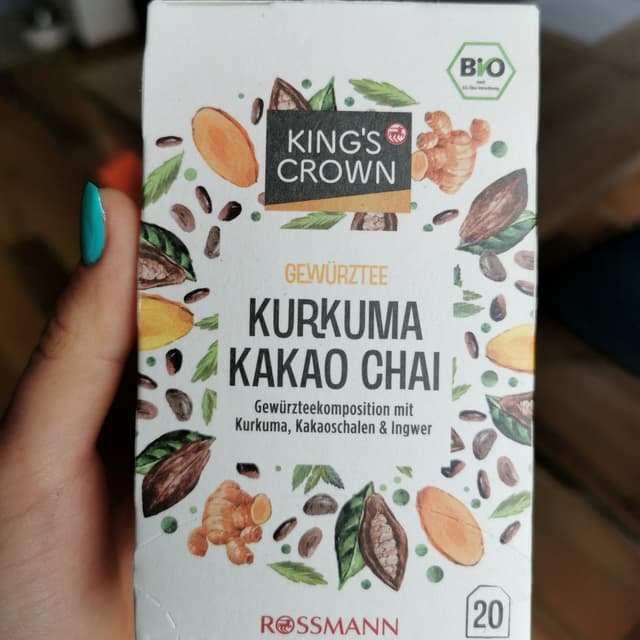 BIO
KING'S
CROWN
GEWÜRZTEE
KURKUMA
KAKAO CHAI
Gewürzteekomposition mit
Kurkuma, Kakaoschalen & Ingwer
ROSSMANN
20